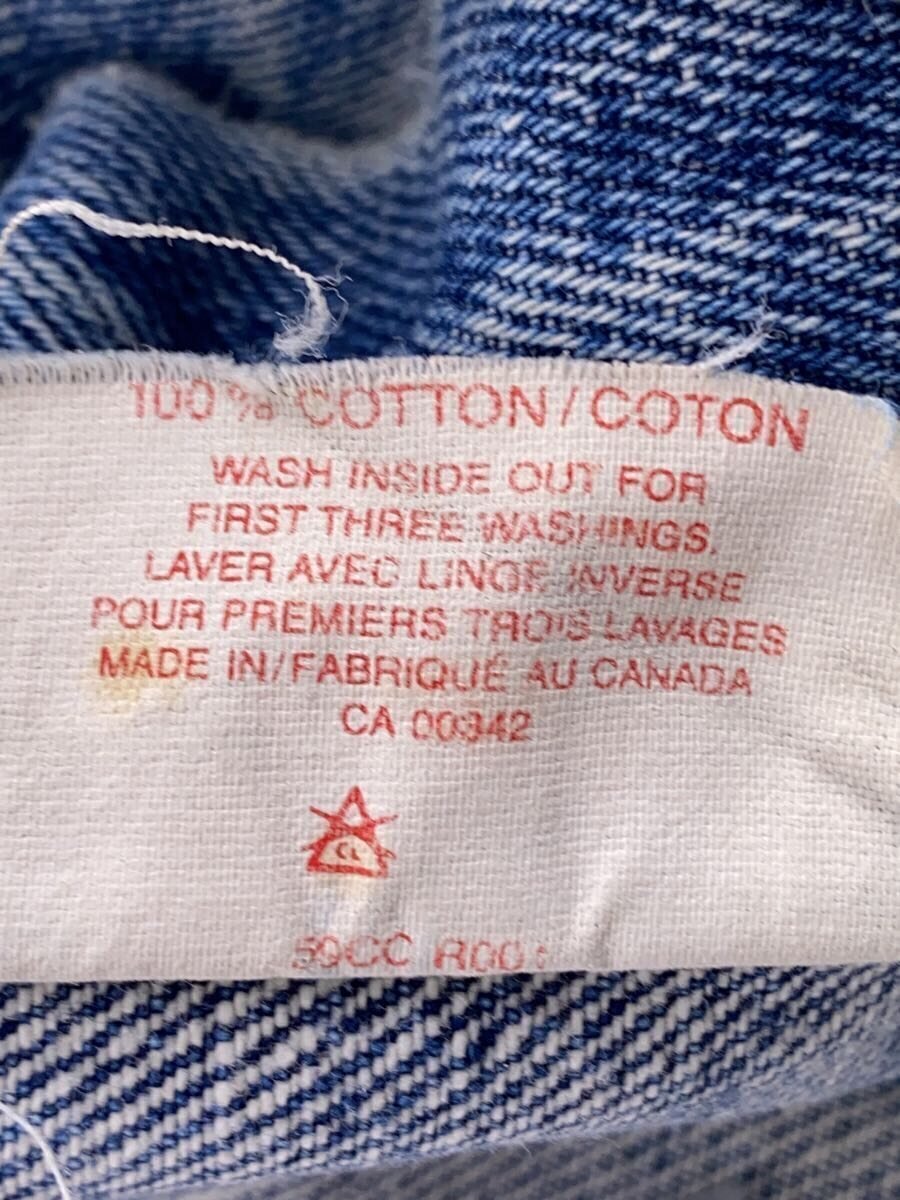 100% COTTON/COTON
WASH INSIDE OUT FOR
FIRST THREE WASHINGS.
LAVER AVEC LINGE INVERSE
POUR PREMIERS TROIS LAVAGES
MADE IN/FABRIQUÉ AU CANADA
CA 00342
CL